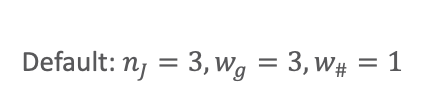 Default: n_J = 3, w_g = 3, w_# = 1